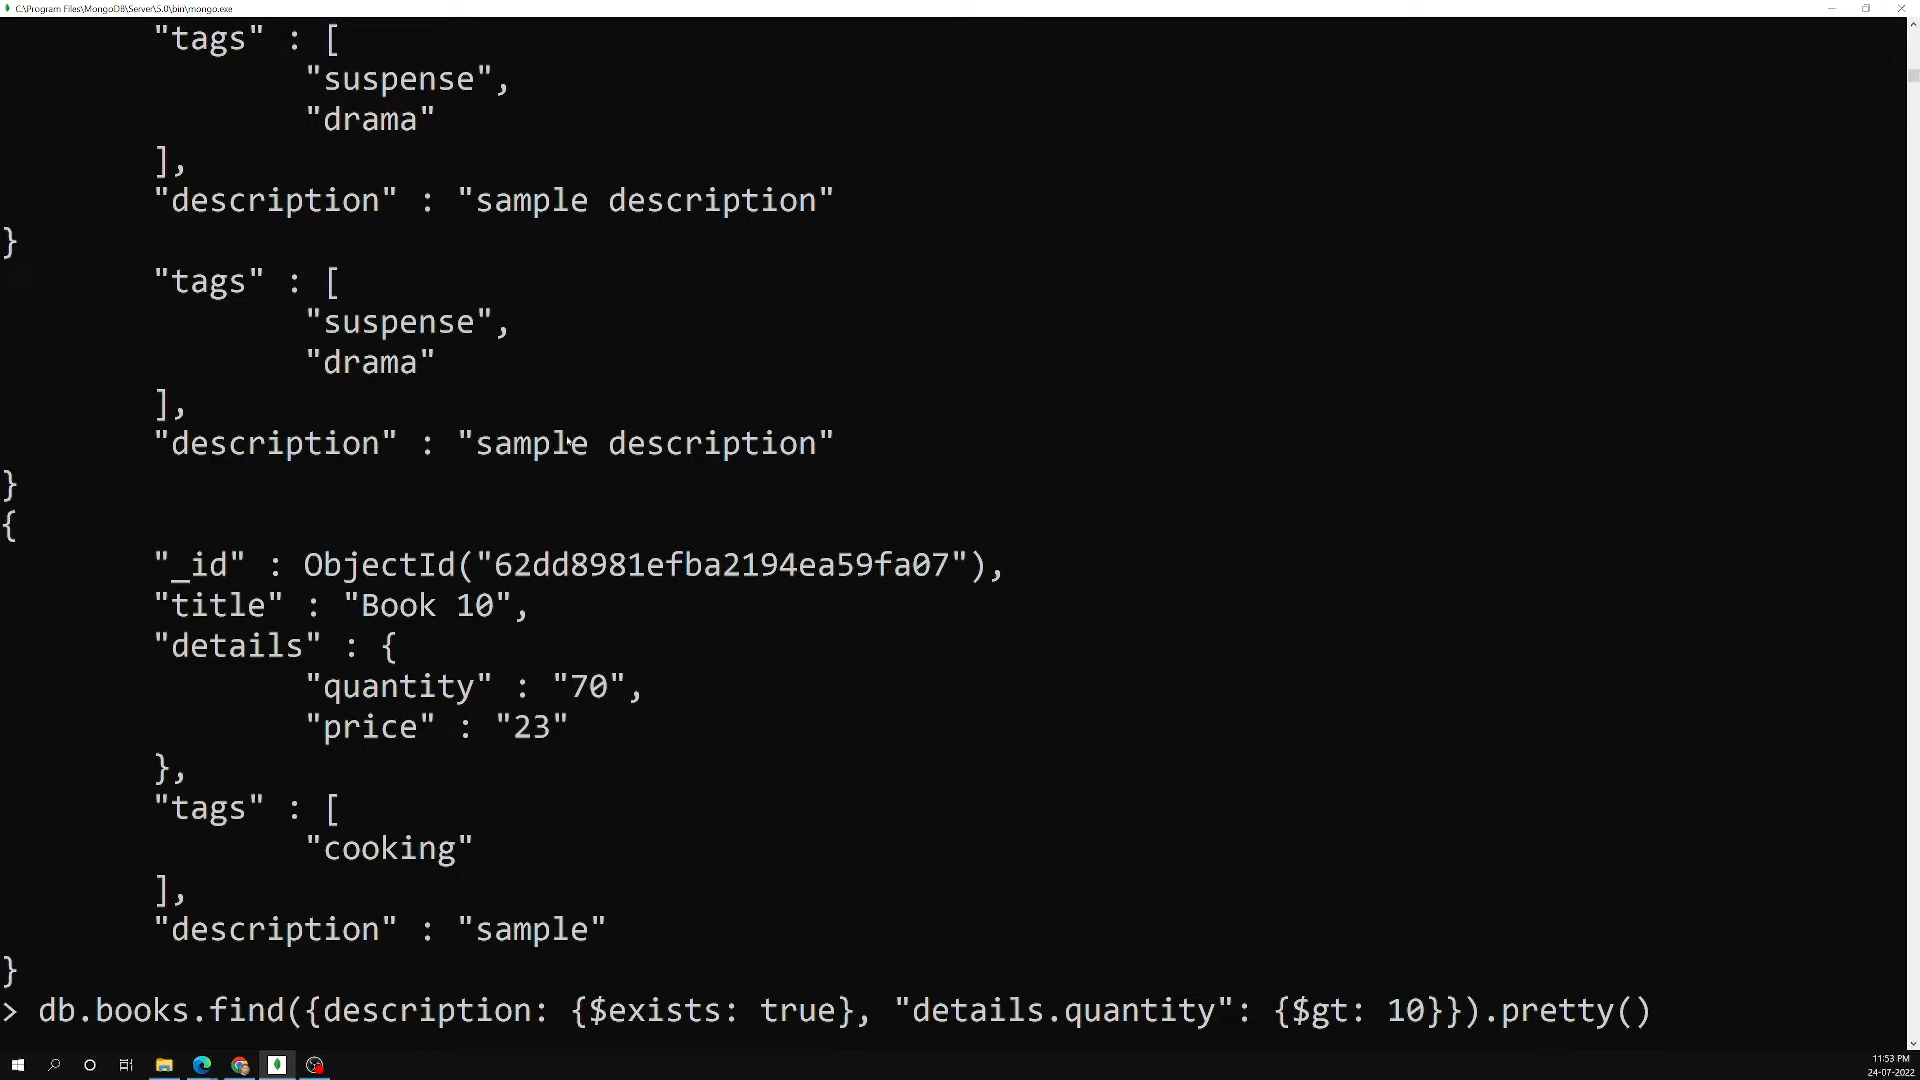 C:\Program Files\MongoDB\Server\5.0\bin\mongo.exe
"tags" : [
"suspense",
"drama"
],
"description" : "sample description"
}
"tags" : [
"suspense",
"drama"
],
"description" : "sample description"
}
{
"_id" : ObjectId("62dd8981efba2194ea59fa07"),
"title" : "Book 10",
"details" : {
"quantity" : "70",
"price" : "23"
},
"tags" : [
"cooking"
],
"description" : "sample"
}
> db.books.find({description: {$exists: true}, "details.quantity": {$gt: 10}}).pretty()
11:53 PM
24-07-2022